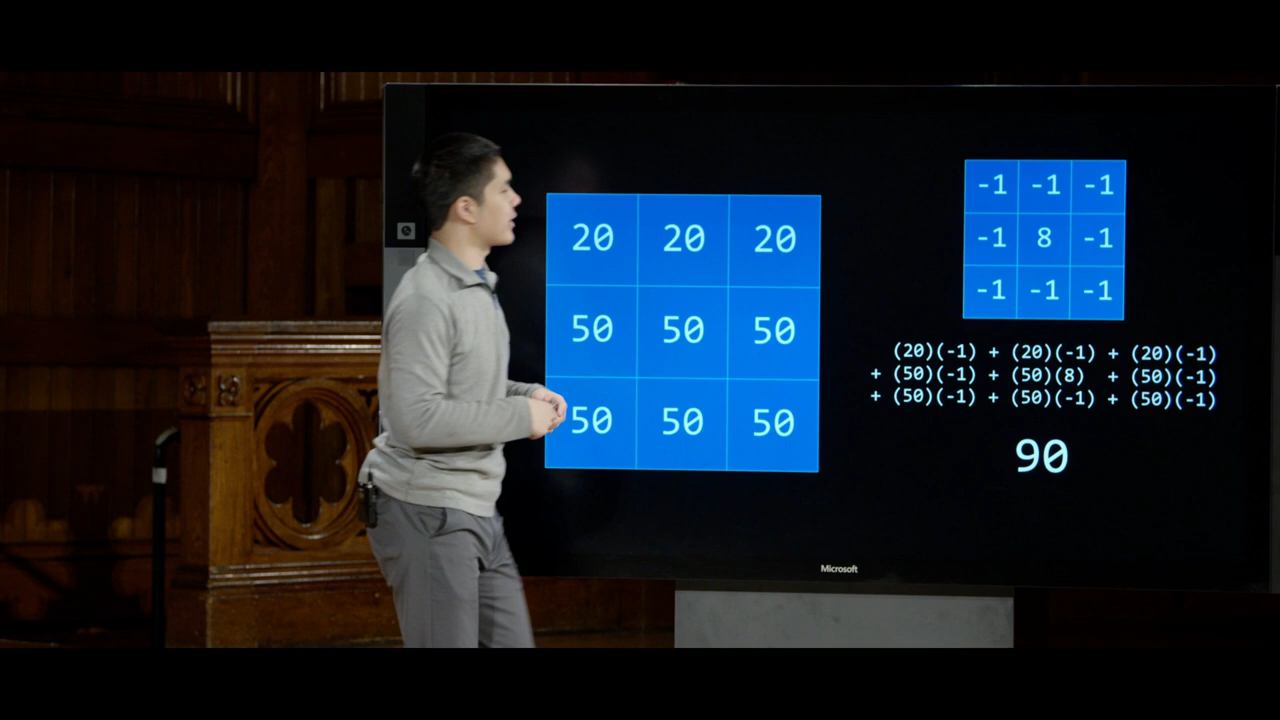 20 20 20
50 50 50
50 50 50
-1 -1 -1
-1 8 -1
-1 -1 -1
(20)(-1) + (20)(-1) + (20)(-1)
+ (50)(-1) + (50)(8) + (50)(-1)
+ (50)(-1) + (50)(-1) + (50)(-1)
90
Microsoft